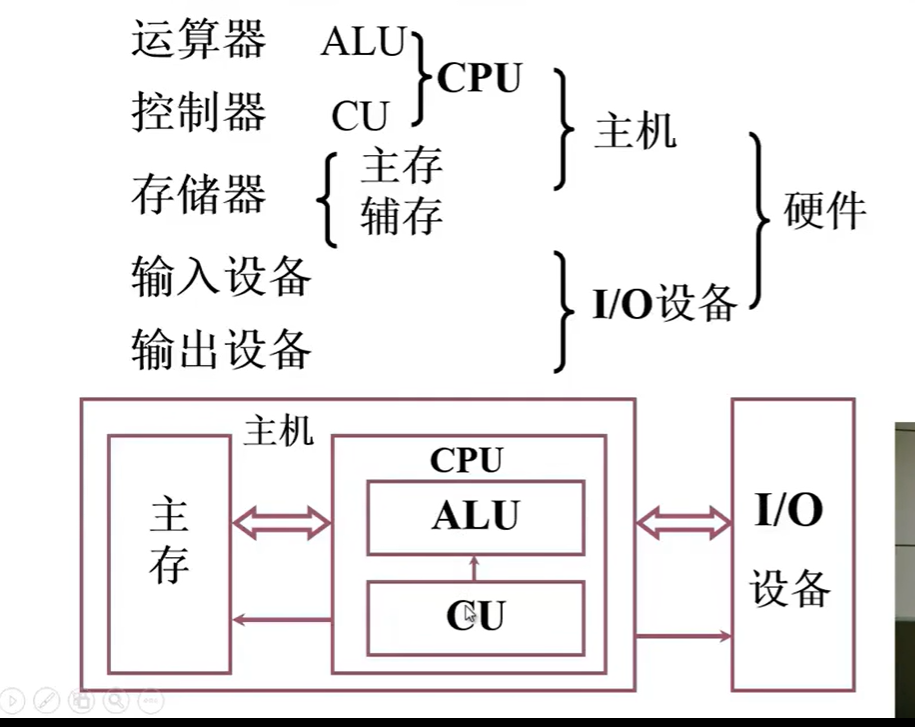 运算器 ALU
CPU
控制器 CU
主机
存储器 主存
辅存
硬件
输入设备
I/O设备
输出设备
主机
CPU
主存
ALU
I/O
设备
CU